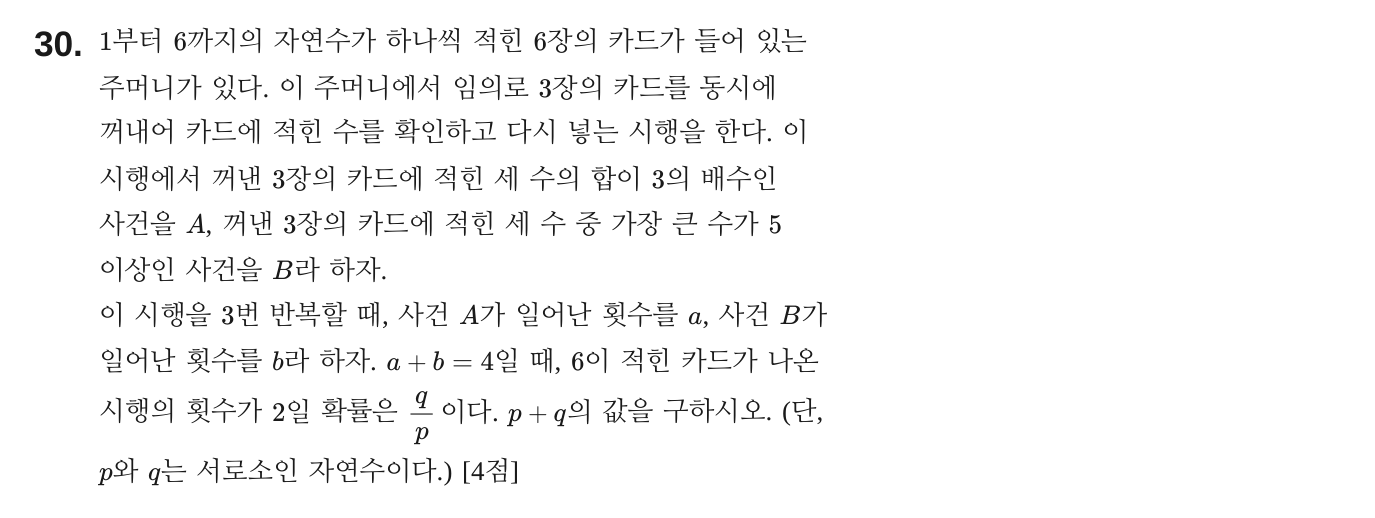 30. 1부터 6까지의 자연수가 하나씩 적힌 6장의 카드가 들어 있는
주머니가 있다. 이 주머니에서 임의로 3장의 카드를 동시에
꺼내어 카드에 적힌 수를 확인하고 다시 넣는 시행을 한다. 이
시행에서 꺼낸 3장의 카드에 적힌 세 수의 합이 3의 배수인
사건을 A, 꺼낸 3장의 카드에 적힌 세 수 중 가장 큰 수가 5
이상인 사건을 B라 하자.
이 시행을 3번 반복할 때, 사건 A가 일어난 횟수를 a, 사건 B가
일어난 횟수를 b라 하자. a + b = 4일 때, 6이 적힌 카드가 나온
시행의 횟수가 2일 확률은 q/p 이다. p + q의 값을 구하시오. (단,
p와 q는 서로소인 자연수이다.) [4점]